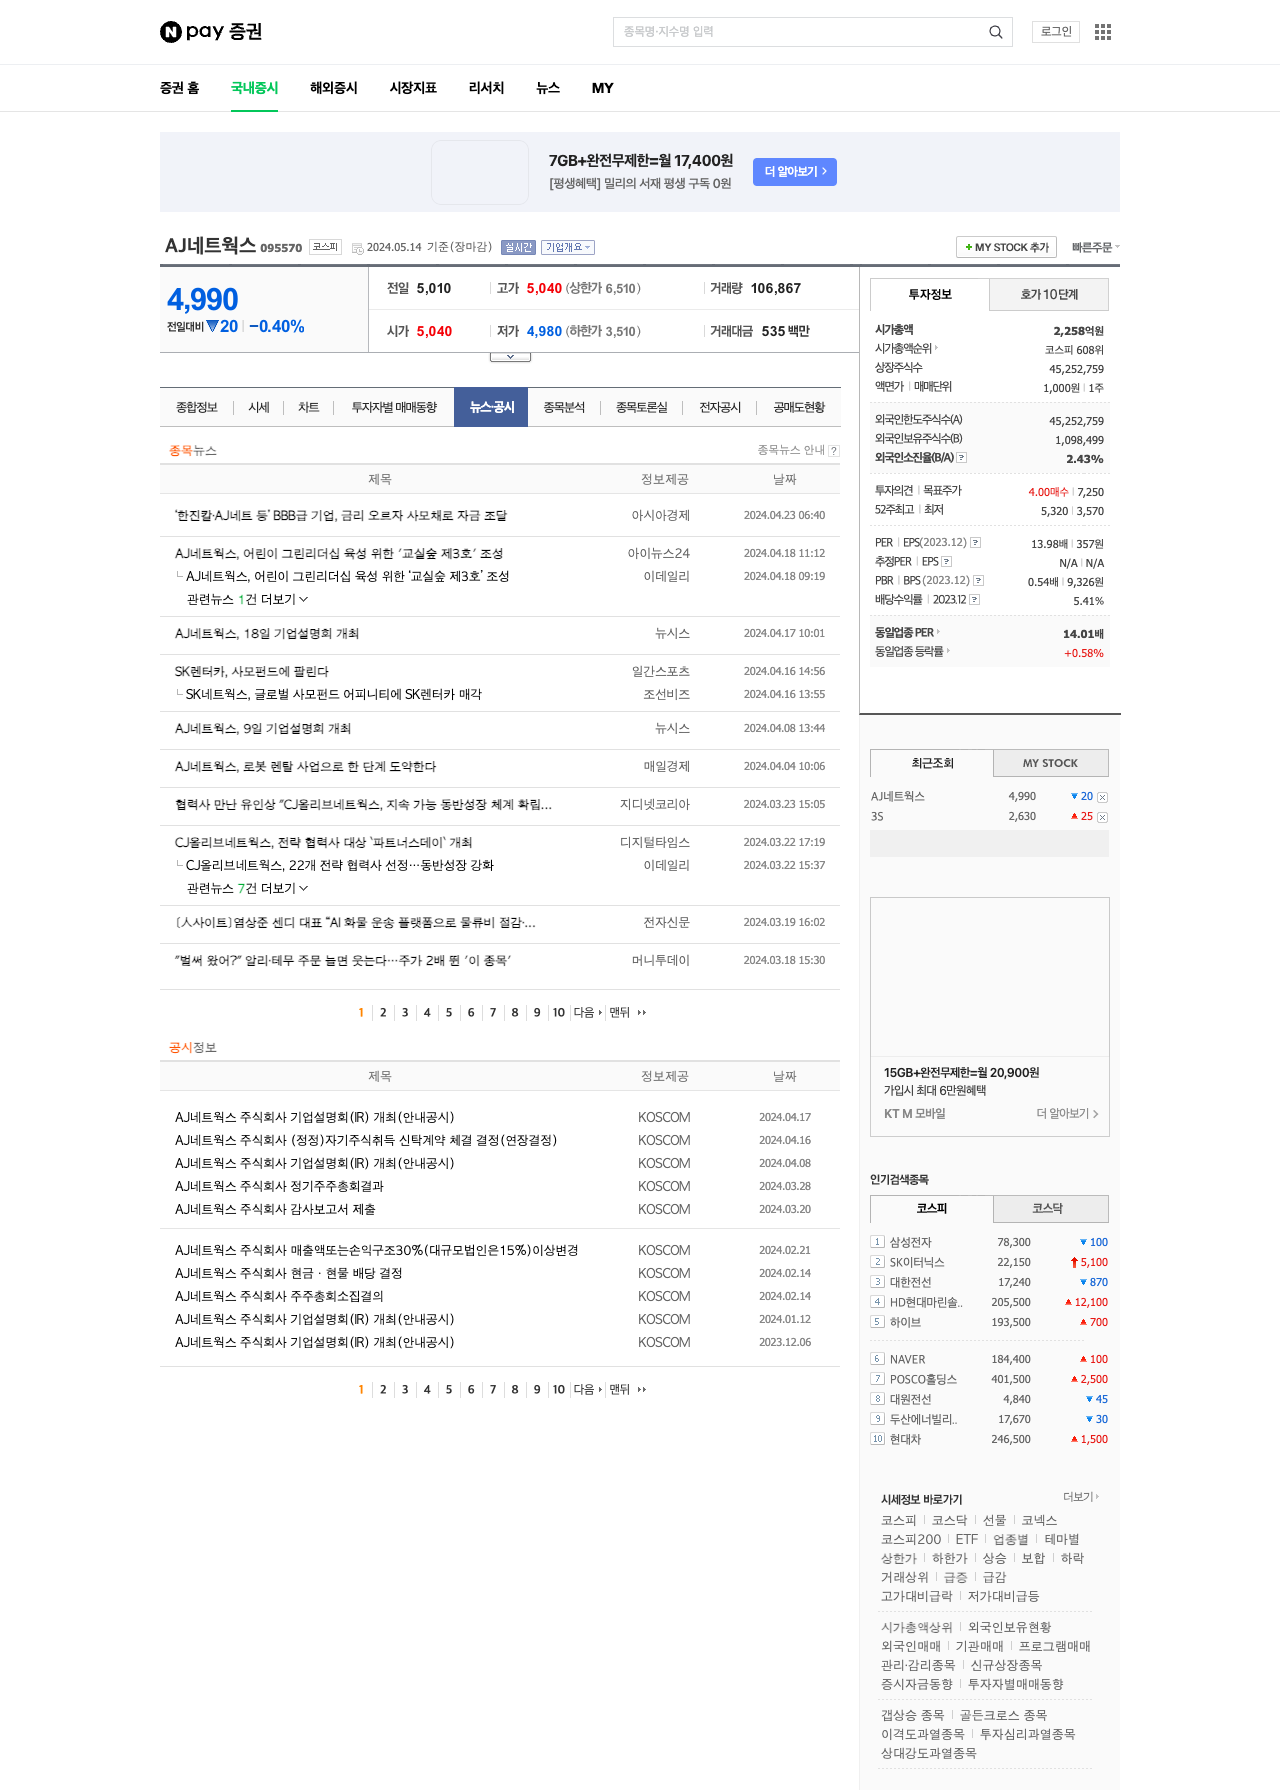 N pay 증권
종목명·지수명 입력
로그인
증권 홈 국내증시 해외증시 시장지표 리서치 뉴스 MY
7GB+완전무제한=월 17,400원
[평생혜택] 밀리의 서재 평생 구독 0원
더 알아보기
AJ네트웍스 095570 코스피 2024.05.14 기준(장마감) 실시간 기업개요
MY STOCK 추가 빠른주문
4,990
전일대비 20 -0.40%
전일 5,010 고가 5,040 (상한가 6,510) 거래량 106,867
시가 5,040 저가 4,980 (하한가 3,510) 거래대금 535 백만
종합정보 시세 차트 투자자별 매매동향 뉴스·공시 종목분석 종목토론실 전자공시 공매도현황
종목뉴스 종목뉴스 안내 ?
제목 정보제공 날짜
'한진칼·AJ네트 등' BBB급 기업, 금리 오르자 사모채로 자금 조달 아시아경제 2024.04.23 06:40
AJ네트웍스, 어린이 그린리더십 육성 위한 '교실숲 제3호' 조성 아이뉴스24 2024.04.18 11:12
AJ네트웍스, 어린이 그린리더십 육성 위한 '교실숲 제3호' 조성 이데일리 2024.04.18 09:19
관련뉴스 1건 더보기
AJ네트웍스, 18일 기업설명회 개최 뉴시스 2024.04.17 10:01
SK렌터카, 사모펀드에 팔린다 일간스포츠 2024.04.16 14:56
SK네트웍스, 글로벌 사모펀드 어피니티에 SK렌터카 매각 조선비즈 2024.04.16 13:55
AJ네트웍스, 9일 기업설명회 개최 뉴시스 2024.04.08 13:44
AJ네트웍스, 로봇 렌탈 사업으로 한 단계 도약한다 매일경제 2024.04.04 10:06
협력사 만난 유인상 "CJ올리브네트웍스, 지속 가능 동반성장 체계 확립... 지디넷코리아 2024.03.23 15:05
CJ올리브네트웍스, 전략 협력사 대상 `파트너스데이` 개최 디지털타임스 2024.03.22 17:19
CJ올리브네트웍스, 22개 전략 협력사 선정…동반성장 강화 이데일리 2024.03.22 15:37
관련뉴스 7건 더보기
[人사이트]염상준 센디 대표 "AI 화물 운송 플랫폼으로 물류비 절감·... 전자신문 2024.03.19 16:02
"벌써 왔어?" 알리·테무 주문 늘면 웃는다…주가 2배 뛴 '이 종목' 머니투데이 2024.03.18 15:30
1 2 3 4 5 6 7 8 9 10 다음 맨뒤
공시정보
제목 정보제공 날짜
AJ네트웍스 주식회사 기업설명회(IR) 개최(안내공시) KOSCOM 2024.04.17
AJ네트웍스 주식회사 (정정)자기주식취득 신탁계약 체결 결정(연장결정) KOSCOM 2024.04.16
AJ네트웍스 주식회사 기업설명회(IR) 개최(안내공시) KOSCOM 2024.04.08
AJ네트웍스 주식회사 정기주주총회결과 KOSCOM 2024.03.28
AJ네트웍스 주식회사 감사보고서 제출 KOSCOM 2024.03.20
AJ네트웍스 주식회사 매출액또는손익구조30%(대규모법인은15%)이상변경 KOSCOM 2024.02.21
AJ네트웍스 주식회사 현금 · 현물 배당 결정 KOSCOM 2024.02.14
AJ네트웍스 주식회사 주주총회소집결의 KOSCOM 2024.02.14
AJ네트웍스 주식회사 기업설명회(IR) 개최(안내공시) KOSCOM 2024.01.12
AJ네트웍스 주식회사 기업설명회(IR) 개최(안내공시) KOSCOM 2023.12.06
1 2 3 4 5 6 7 8 9 10 다음 맨뒤
투자정보 호가 10단계
시가총액 2,258억원
시가총액순위 코스피 608위
상장주식수 45,252,759
액면가 매매단위 1,000원 1주
외국인한도주식수(A) 45,252,759
외국인보유주식수(B) 1,098,499
외국인소진율(B/A) ? 2.43%
투자의견 목표주가 4.00매수 7,250
52주최고 최저 5,320 3,570
PER EPS(2023.12) ? 13.98배 357원
추정PER EPS ? N/A N/A
PBR BPS (2023.12) ? 0.54배 9,326원
배당수익률 2023.12 ? 5.41%
동일업종 PER 14.01배
동일업종 등락률 +0.58%
최근조회 MY STOCK
AJ네트웍스 4,990 20
3S 2,630 25
15GB+완전무제한=월 20,900원
가입시 최대 6만원혜택
KT M 모바일 더 알아보기
인기검색종목
코스피 코스닥
1 삼성전자 78,300 100
2 SK이터닉스 22,150 5,100
3 대한전선 17,240 870
4 HD현대마린솔.. 205,500 12,100
5 하이브 193,500 700
6 NAVER 184,400 100
7 POSCO홀딩스 401,500 2,500
8 대원전선 4,840 45
9 두산에너빌리.. 17,670 30
10 현대차 246,500 1,500
시세정보 바로가기 더보기
코스피 코스닥 선물 코넥스
코스피200 ETF 업종별 테마별
상한가 하한가 상승 보합 하락
거래상위 급증 급감
고가대비급락 저가대비급등
시가총액상위 외국인보유현황
외국인매매 기관매매 프로그램매매
관리·감리종목 신규상장종목
증시자금동향 투자자별매매동향
갭상승 종목 골든크로스 종목
이격도과열종목 투자심리과열종목
상대강도과열종목